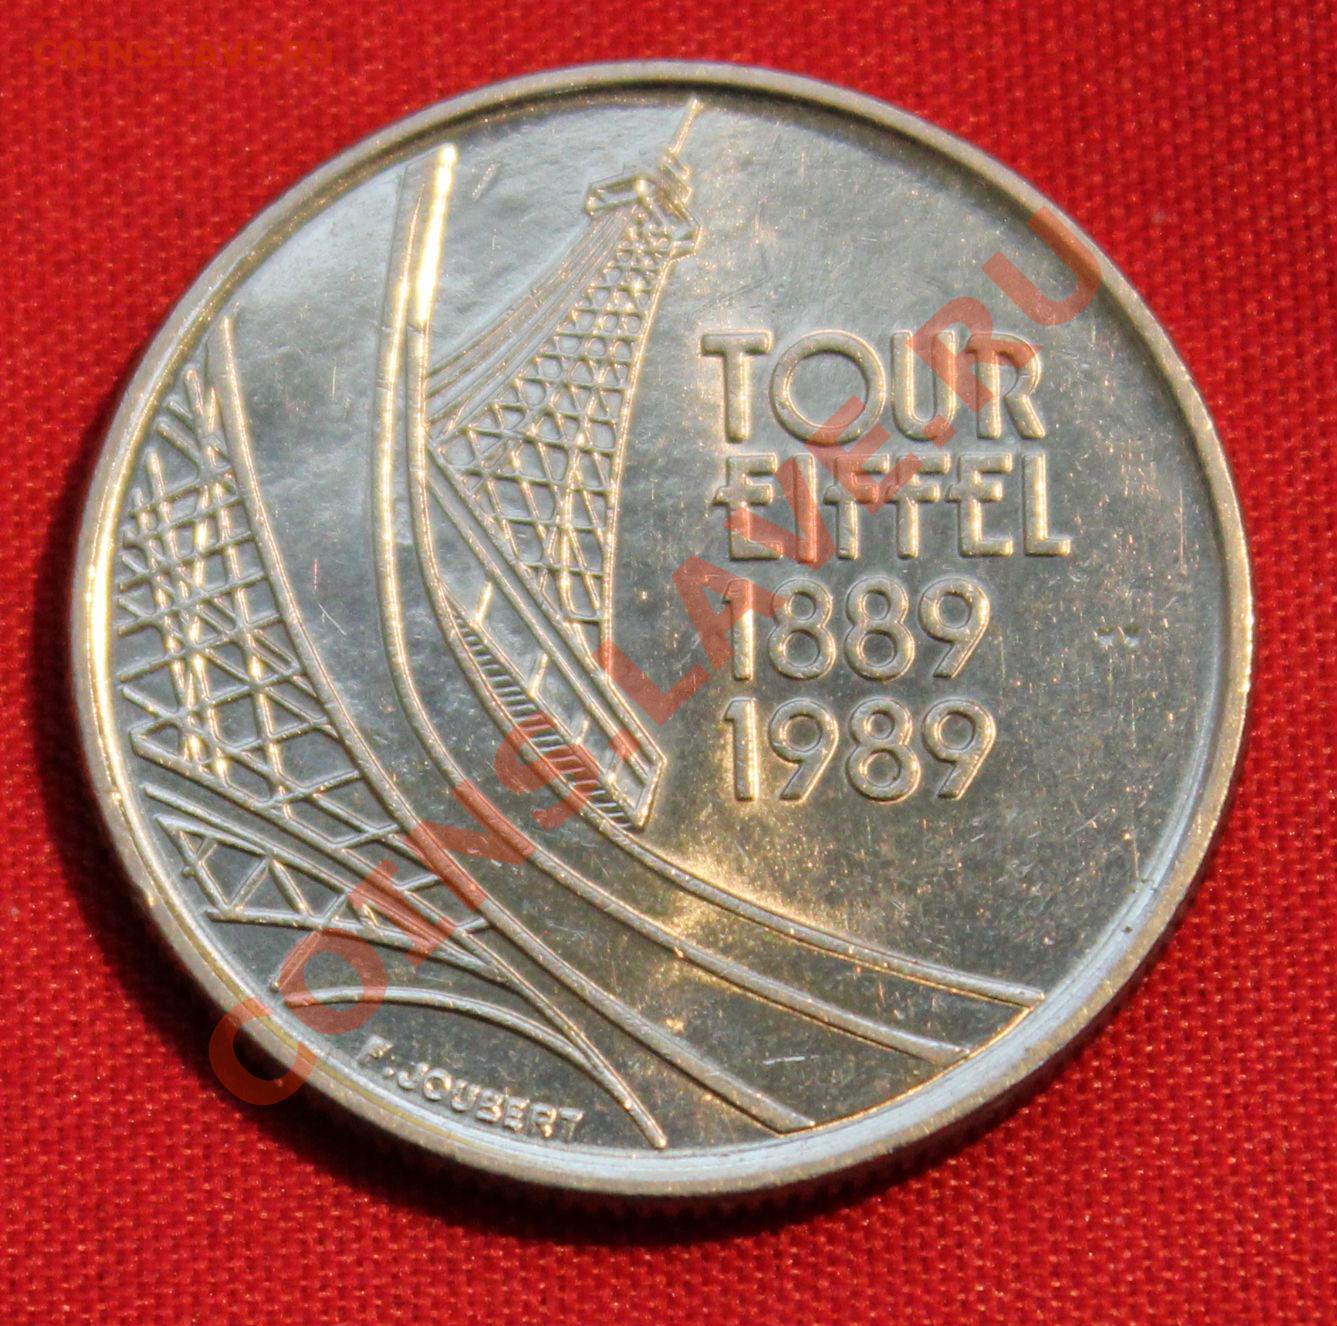 COINS.LAVE.RU
TOUR
EIFFEL
1889
1989
F. JOUBERT
COINS.LAVE.RU